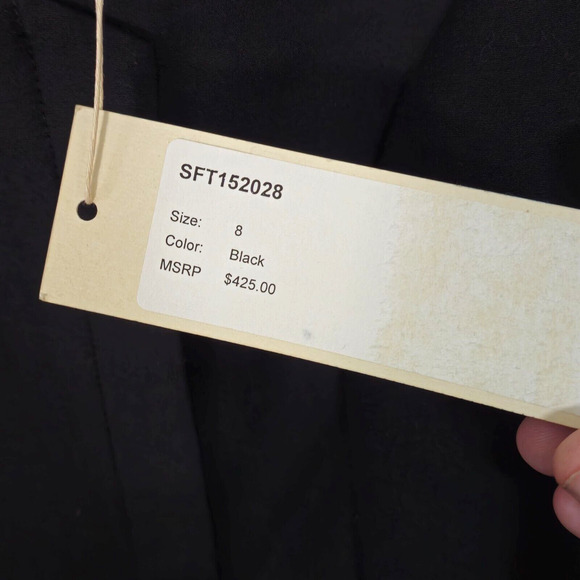 SFT152028
Size: 8
Color: Black
MSRP $425.00